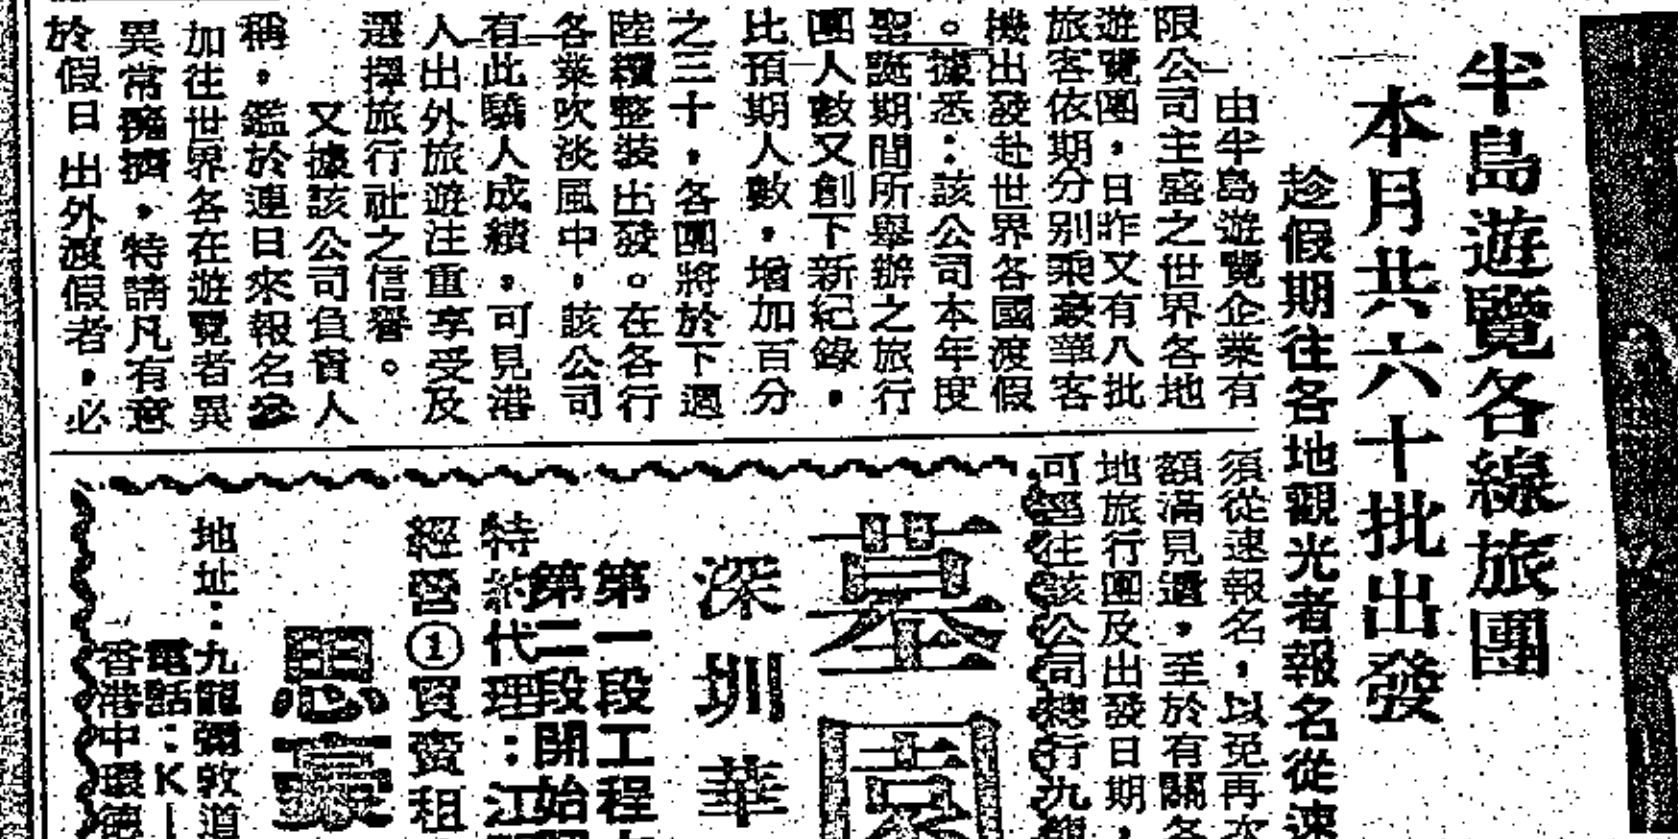 半島遊覽各線旅團
本月共六十批出發
趁假期往各地觀光者報名從速
由半島遊覽企業有
限公司主盛之世界各地
遊覽團，日昨又有八批
旅客依期分别乘豪華客
機出發赴世界各國渡假
。據悉：該公司本年度
聖誕期間所舉辦之旅行
團人數又創下新紀錄，
比預期人數，增加百分
之三十，各團將於下週
陸續整裝出發。在各行
各業吹淡風中，該公司
有此驕人成績，可見港
人出外旅遊注重享受及
選擇旅行社之信譽。
又據該公司負責人
稱，鑑於連日來報名參
加往世界各在遊覽者異
異常擁擠，特請凡有意
於假日出外渡假者，必
須從速報名，以免再次
額滿見遺，至於有關各
地旅行團及出發日期，
可逕往該公司總行九龍
墓園
深圳華
第一段工程
第二段開始
特約代理：江
經營①買賣租
思豪
地址：九龍彌敦道
電話：K—
香港中環德